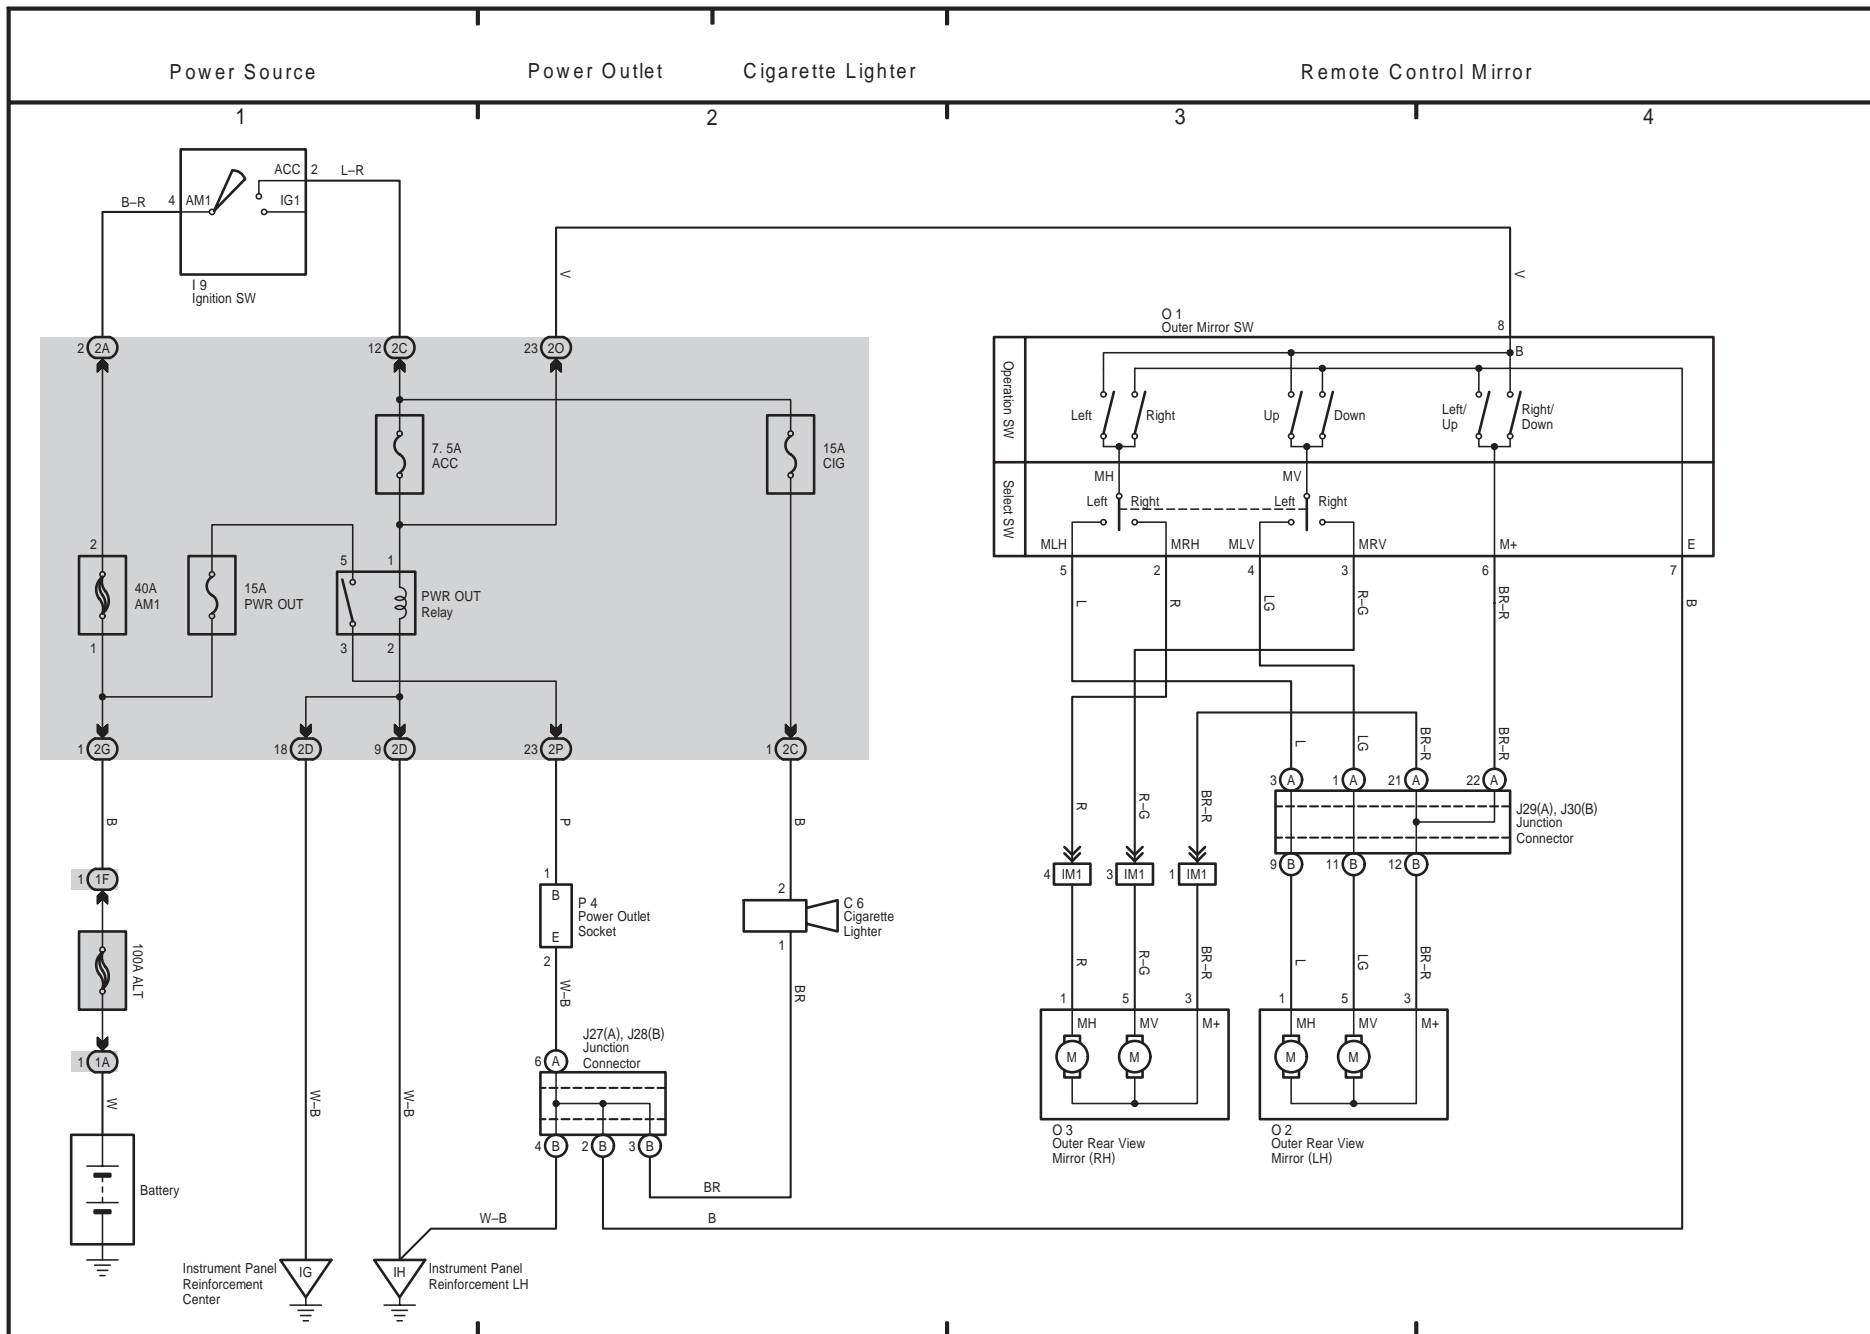 Power Source
Power Outlet
Cigarette Lighter
Remote Control Mirror
1
2
3
4
ACC
2
L–R
B–R
4
AM1
IG1
I 9
Ignition SW
V
V
O 1
Outer Mirror SW
8
2
2A
12
2C
23
2O
B
Operation SW
Left
Right
Up
Down
Left/
Up
Right/
Down
7. 5A
ACC
15A
CIG
Select SW
MH
MV
Left
Right
Left
Right
MLH
MRH
MLV
MRV
M+
E
5
2
4
3
6
7
2
40A
AM1
1
15A
PWR OUT
5
1
PWR OUT
Relay
3
2
L
R
LG
R–G
BR–R
B
1
2G
18
2D
9
2D
23
2P
1
2C
L
LG
BR–R
BR–R
3
A
1
A
21
A
22
A
B
P
B
R
R–G
BR–R
J29(A), J30(B)
Junction
Connector
1
1F
4
IM1
3
IM1
1
IM1
9
B
11
B
12
B
1
B
P 4
Power Outlet
Socket
E
2
2
C 6
Cigarette
Lighter
1
100A ALT
W–B
BR
R
R–G
BR–R
L
LG
BR–R
1
5
3
1
5
3
MH
MV
M+
MH
MV
M+
M
M
M
M
J27(A), J28(B)
Junction
Connector
1
1A
6
A
W
W–B
W–B
4
B
2
B
3
B
O 3
Outer Rear View
Mirror (RH)
O 2
Outer Rear View
Mirror (LH)
Battery
BR
W–B
B
Instrument Panel
Reinforcement
Center
IG
IH
Instrument Panel
Reinforcement LH